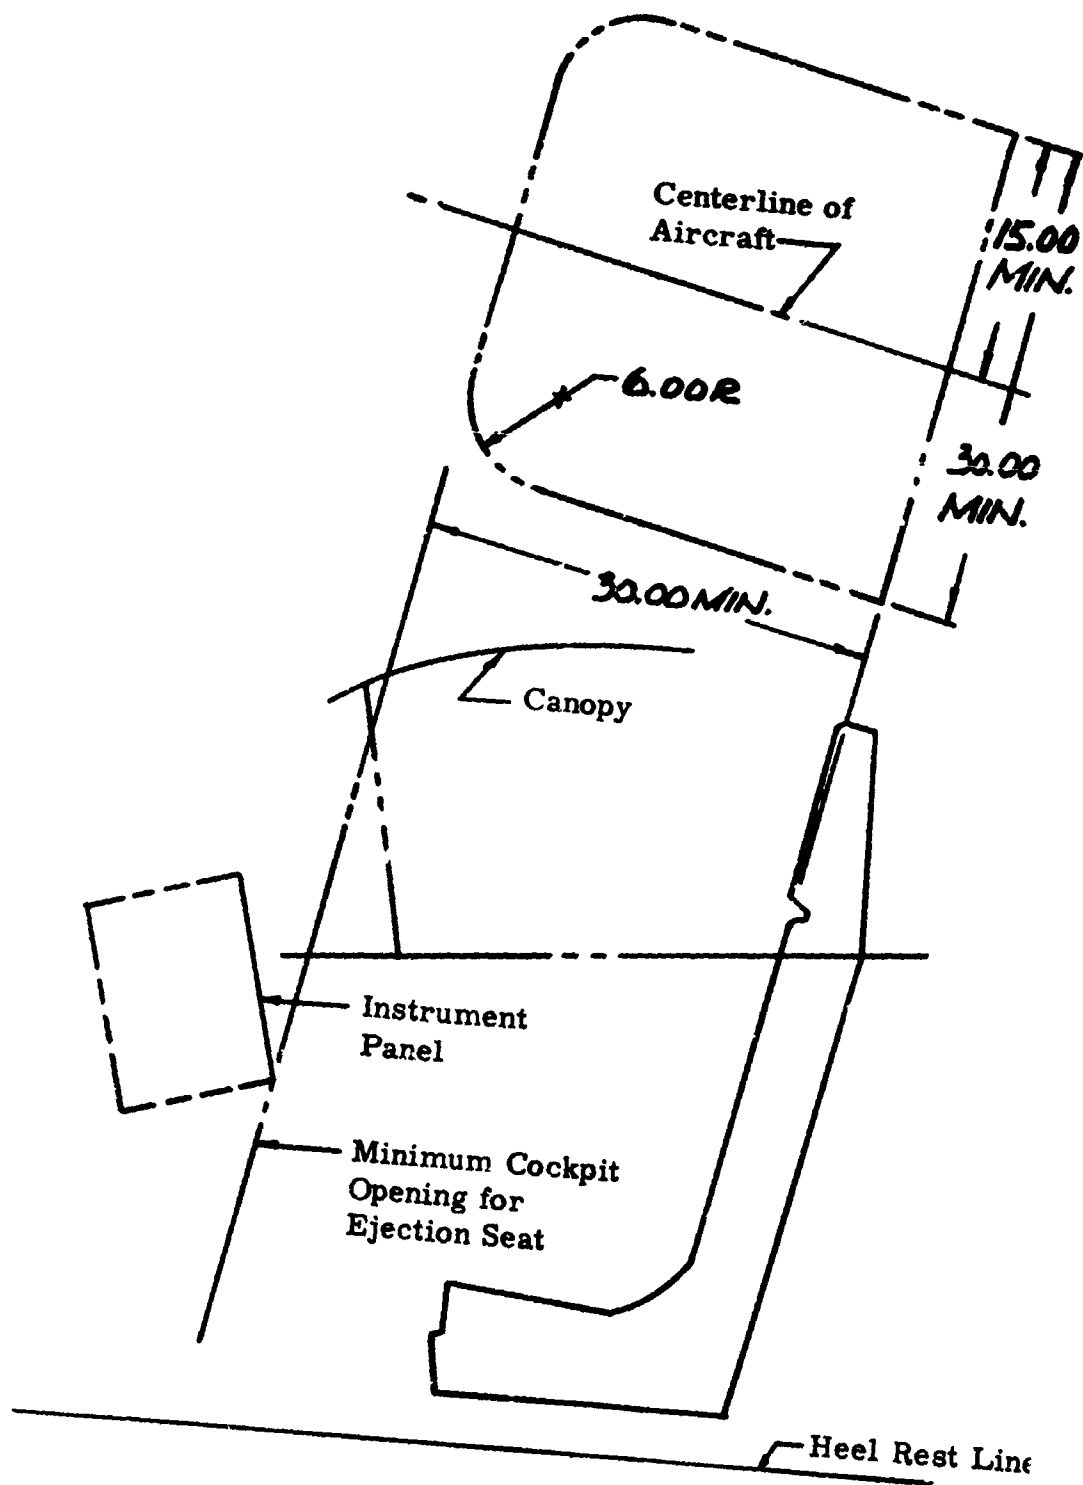 Centerline of
Aircraft
15.00
MIN.
6.00R
30.00
MIN.
30.00 MIN.
Canopy
Instrument
Panel
Minimum Cockpit
Opening for
Ejection Seat
Heel Rest Line